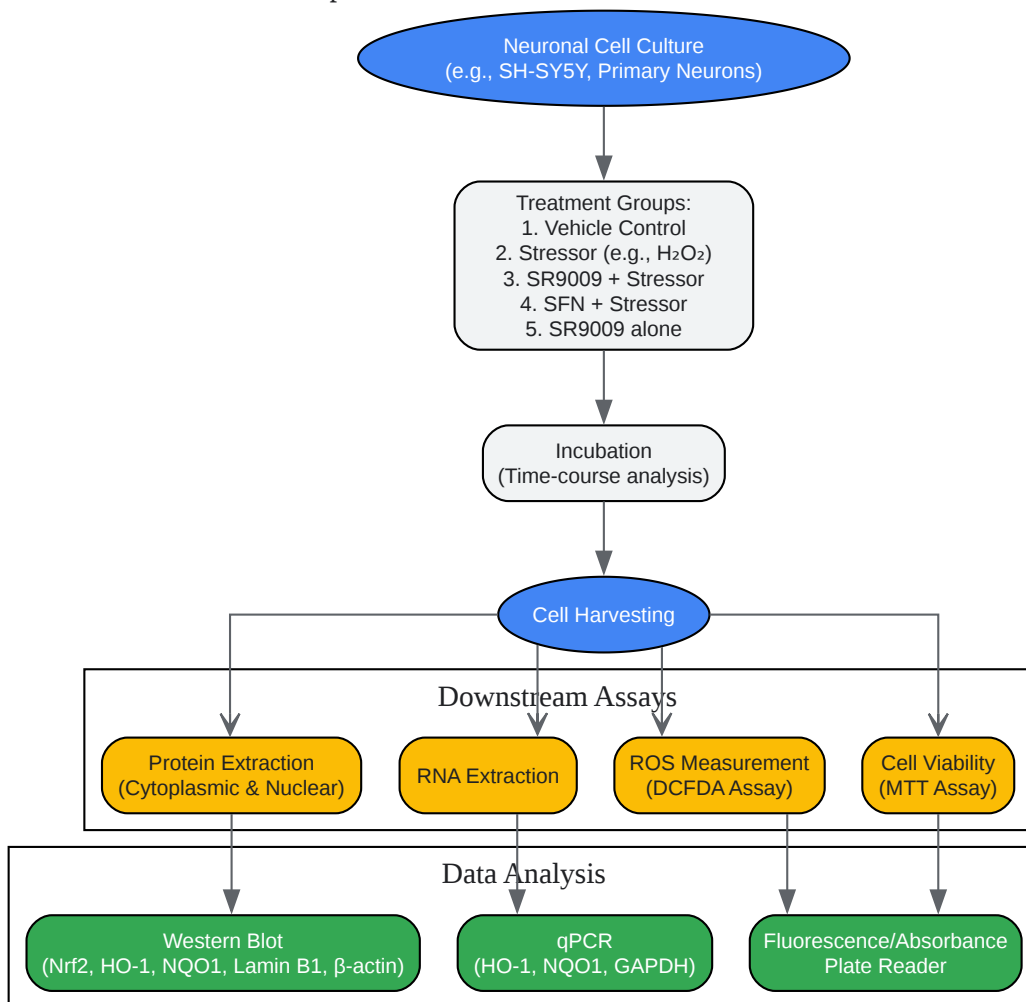 Neuronal Cell Culture
(e.g., SH-SY5Y, Primary Neurons)
Treatment Groups:
1. Vehicle Control
2. Stressor (e.g., H₂O₂)
3. SR9009 + Stressor
4. SFN + Stressor
5. SR9009 alone
Incubation
(Time-course analysis)
Cell Harvesting
Downstream Assays
Protein Extraction
(Cytoplasmic & Nuclear)
RNA Extraction
ROS Measurement
(DCFDA Assay)
Cell Viability
(MTT Assay)
Data Analysis
Western Blot
(Nrf2, HO-1, NQO1, Lamin B1, β-actin)
qPCR
(HO-1, NQO1, GAPDH)
Fluorescence/Absorbance
Plate Reader